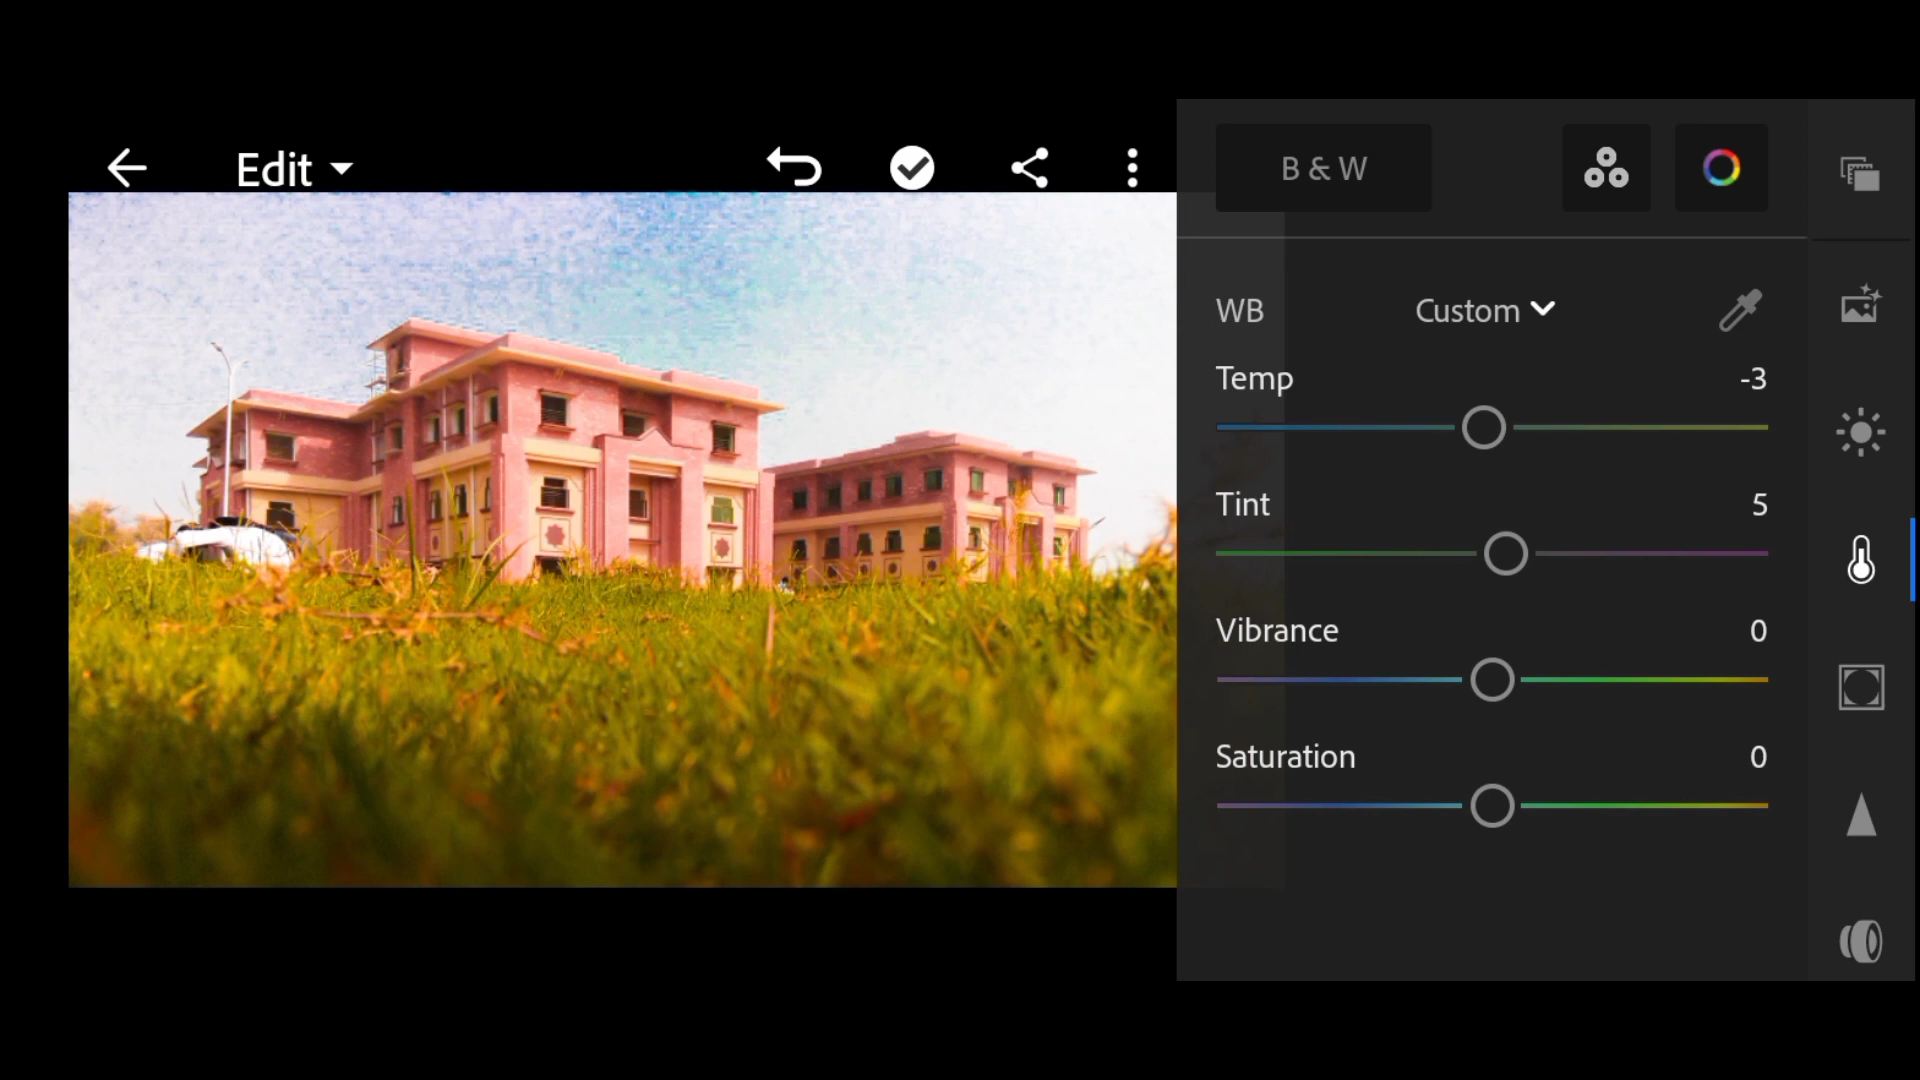 Edit
B & W
WB Custom
Temp -3
Tint 5
Vibrance 0
Saturation 0